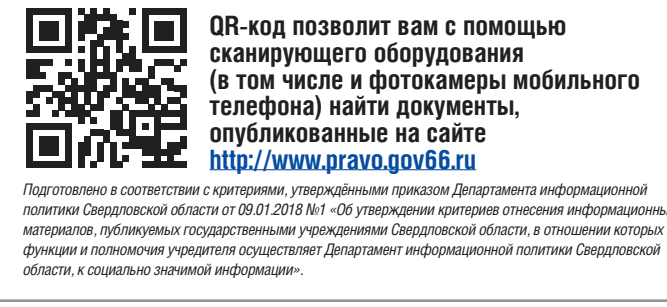 QR-код позволит вам с помощью
сканирующего оборудования
(в том числе и фотокамеры мобильного
телефона) найти документы,
опубликованные на сайте
http://www.pravo.gov66.ru
Подготовлено в соответствии с критериями, утверждёнными приказом Департамента информационной
политики Свердловской области от 09.01.2018 №1 «Об утверждении критериев отнесения информационны
материалов, публикуемых государственными учреждениями Свердловской области, в отношении которых
функции и полномочия учредителя осуществляет Департамент информационной политики Свердловской
области, к социально значимой информации».